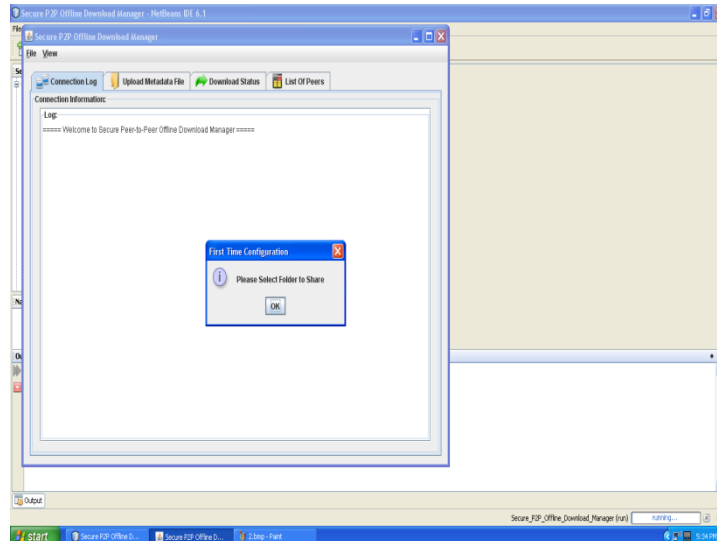 Secure P2P Offline Download Manager - NetBeans IDE 6.1
Secure P2P Offline Download Manager
File View
Connection Log Upload Metadata File Download Status List Of Peers
Connection Information:
Log:
===== Welcome to Secure Peer-to-Peer Offline Download Manager =====
First Time Configuration
Please Select Folder to Share
OK
Output
Secure_P2P_Offline_Download_Manager (run) running...
start Secure P2P Offline D... Secure P2P Offline D... 2.bmp - Paint 5:34 PM